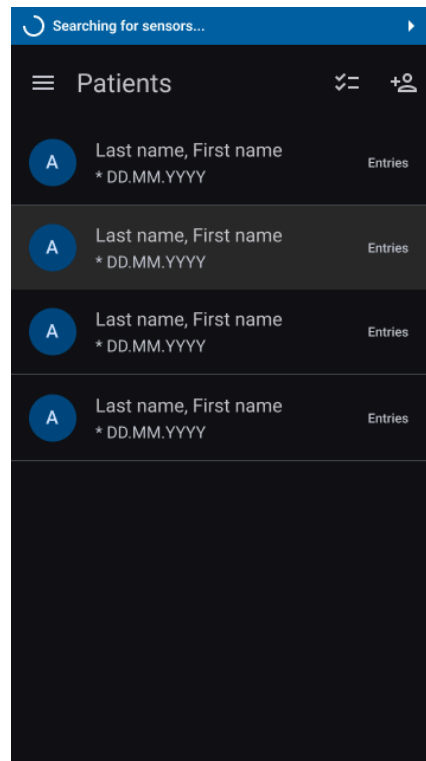 Searching for sensors...
Patients
A Last name, First name
* DD.MM.YYYY
Entries
A Last name, First name
* DD.MM.YYYY
Entries
A Last name, First name
* DD.MM.YYYY
Entries
A Last name, First name
* DD.MM.YYYY
Entries